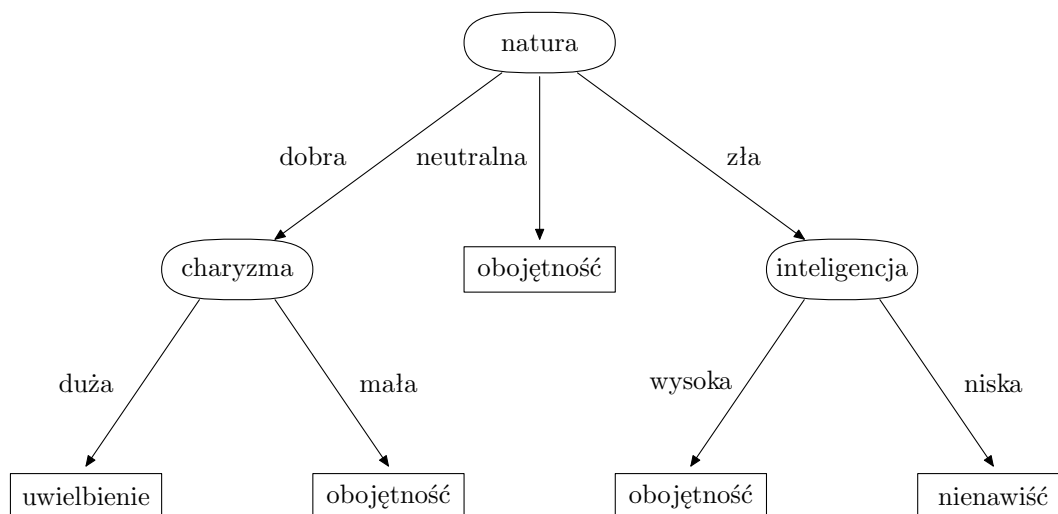 natura
dobra
neutralna
zła
charyzma
obojętność
inteligencja
duża
mała
wysoka
niska
uwielbienie
obojętność
obojętność
nienawiść